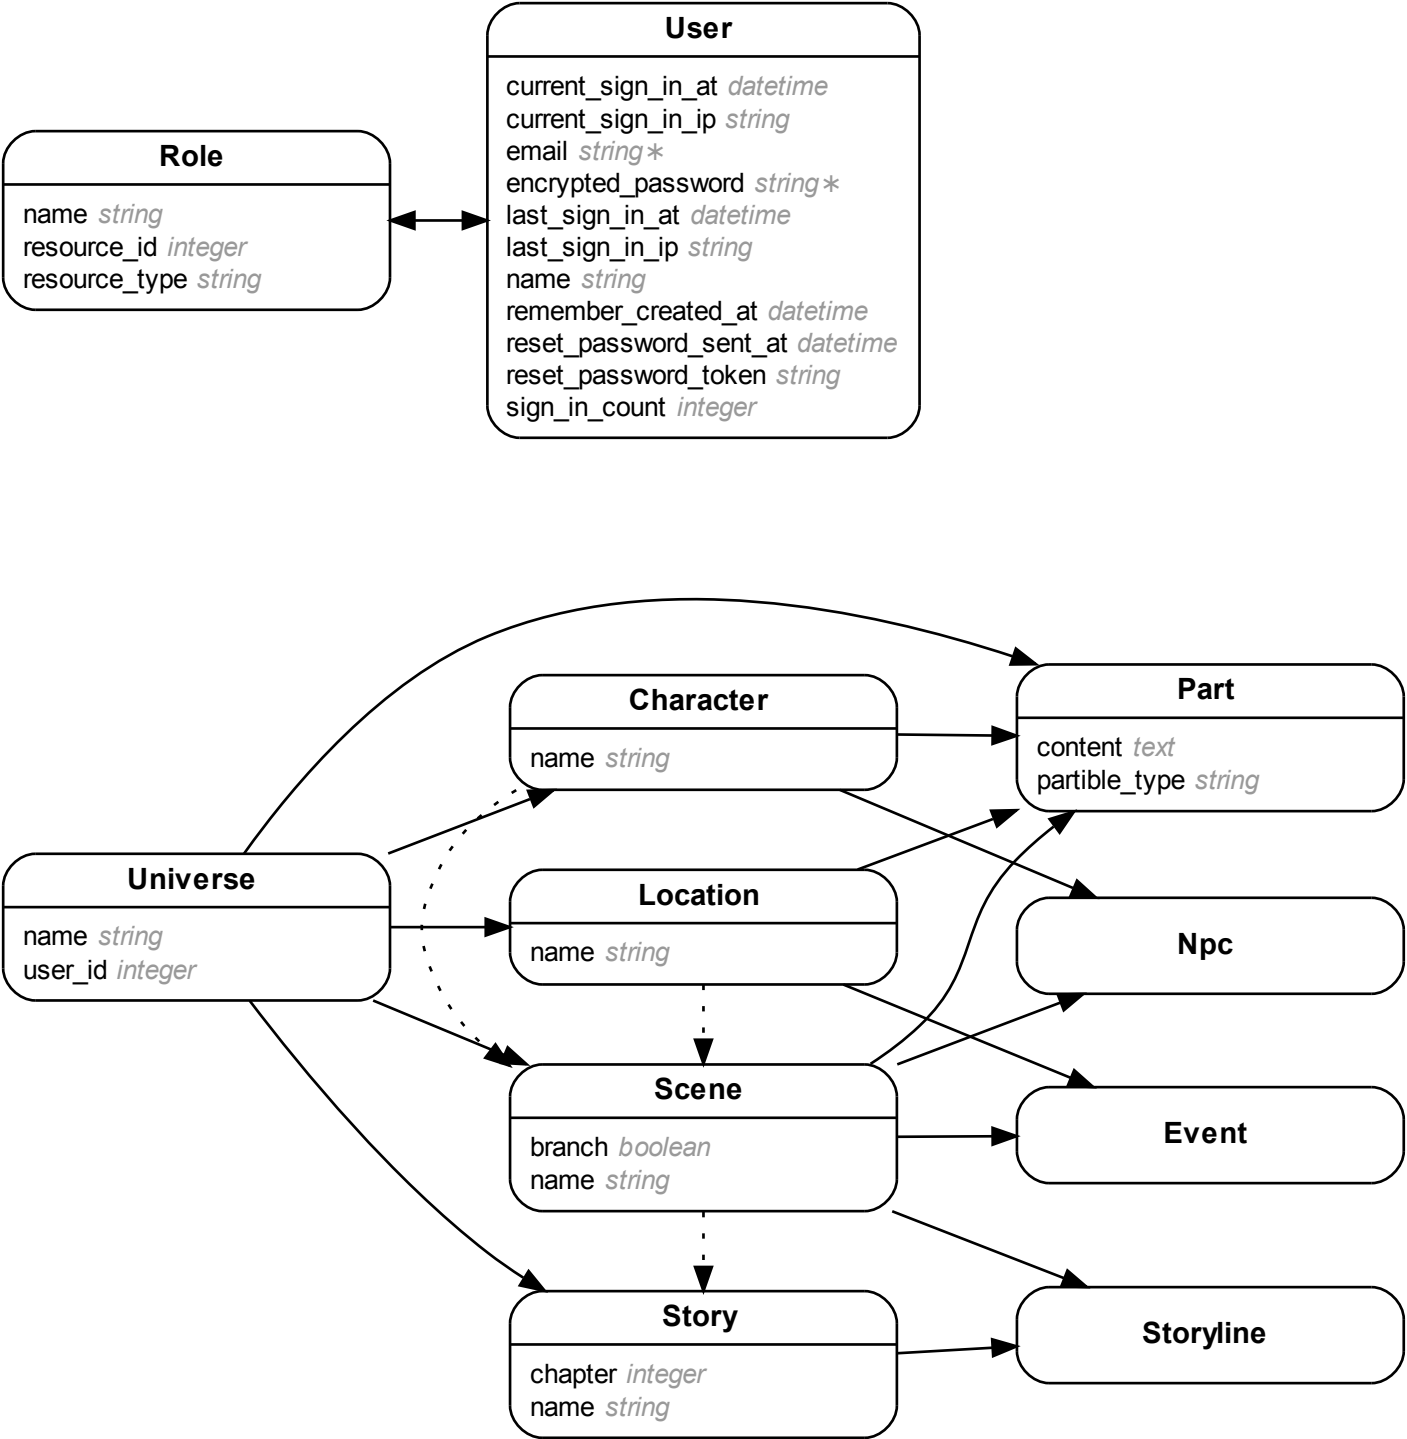 User
current_sign_in_at datetime
current_sign_in_ip string
email string∗
encrypted_password string∗
last_sign_in_at datetime
last_sign_in_ip string
name string
remember_created_at datetime
reset_password_sent_at datetime
reset_password_token string
sign_in_count integer
Role
name string
resource_id integer
resource_type string
Character
name string
Part
content text
partible_type string
Universe
name string
user_id integer
Location
name string
Npc
Scene
branch boolean
name string
Event
Story
chapter integer
name string
Storyline